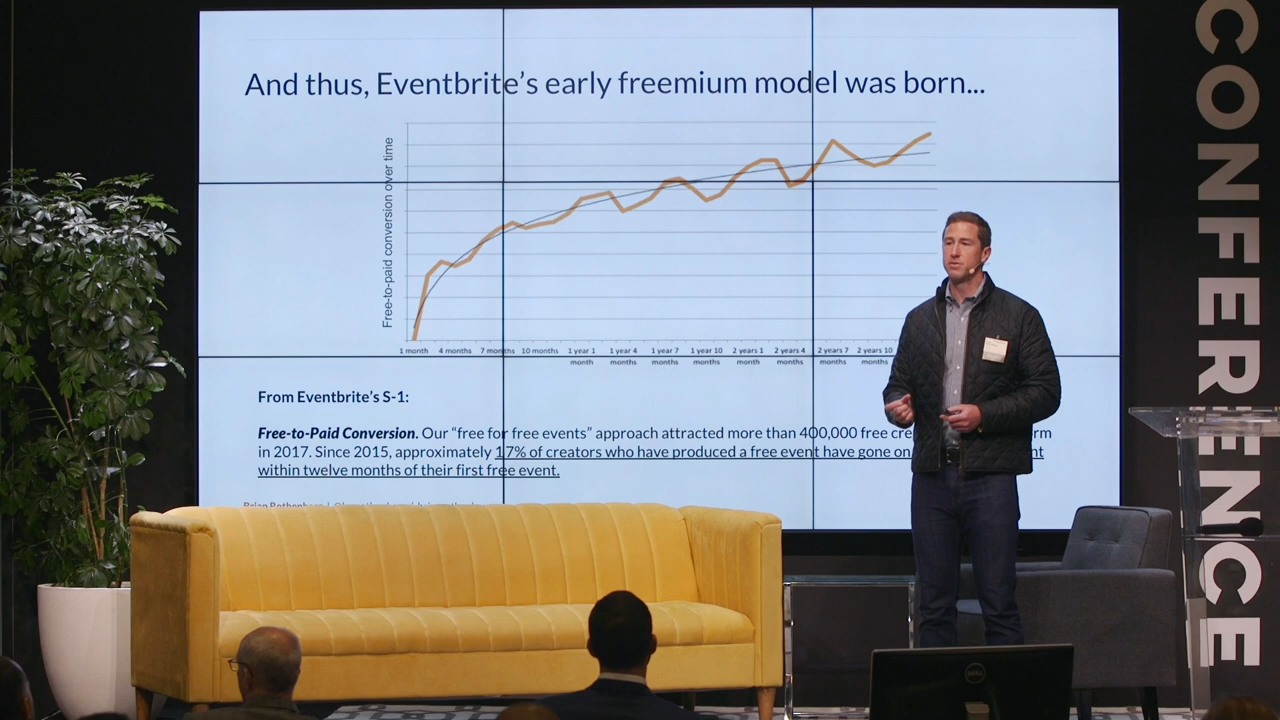 And thus, Eventbrite's early freemium model was born...
Free-to-paid conversion over time
1 month 4 months 7 months 10 months 1 year 1 month 1 year 4 months 1 year 7 months 1 year 10 months 2 years 1 month 2 years 4 months 2 years 7 months 2 years 10
From Eventbrite's S-1:
Free-to-Paid Conversion. Our “free for free events” approach attracted more than 400,000 free
in 2017. Since 2015, approximately 17% of creators who have produced a free event have gone on
within twelve months of their first free event.
Brian Rothenberg |
CONFERENCE
DELL